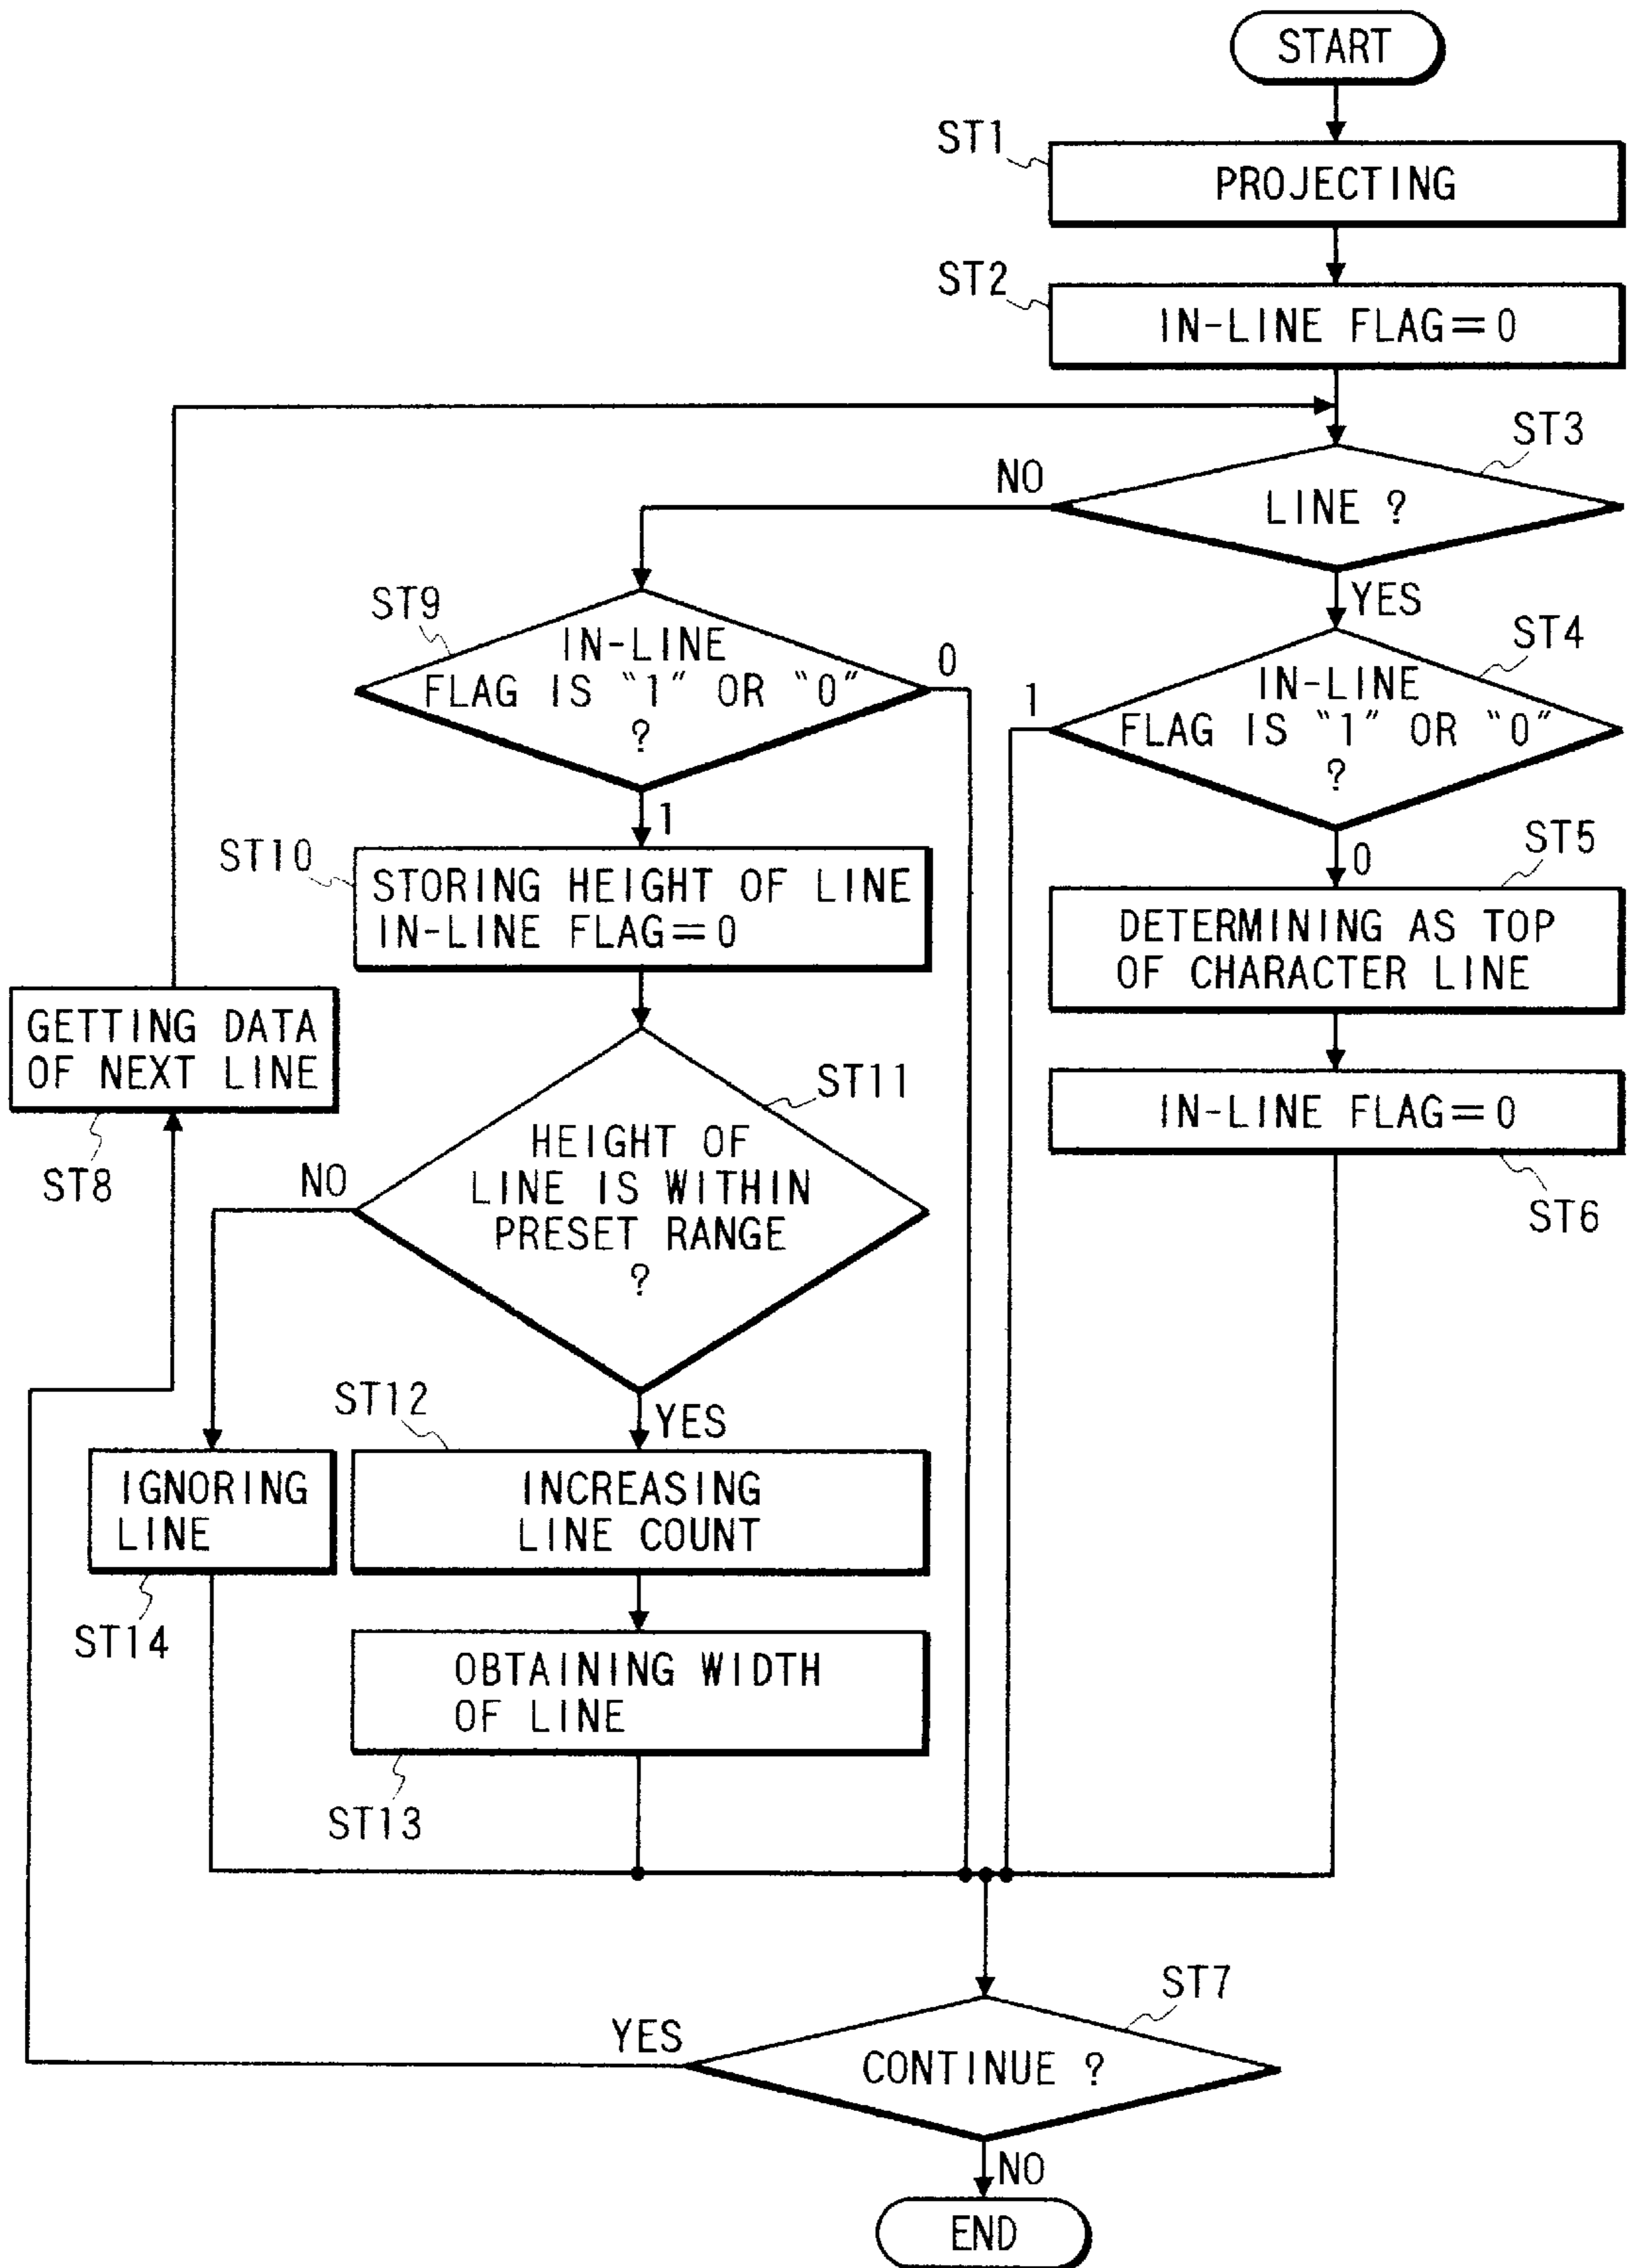 START
ST1
PROJECTING
ST2
IN-LINE FLAG=0
ST3
NO
LINE ?
YES
ST9
IN-LINE
FLAG IS "1" OR "0"
?
0
1
ST4
IN-LINE
FLAG IS "1" OR "0"
?
1
0
ST10
STORING HEIGHT OF LINE
IN-LINE FLAG=0
ST5
DETERMINING AS TOP
OF CHARACTER LINE
GETTING DATA
OF NEXT LINE
ST8
ST11
HEIGHT OF
LINE IS WITHIN
PRESET RANGE
?
NO
YES
IN-LINE FLAG=0
ST6
ST12
IGNORING
LINE
ST14
INCREASING
LINE COUNT
OBTAINING WIDTH
OF LINE
ST13
ST7
YES
CONTINUE ?
NO
END